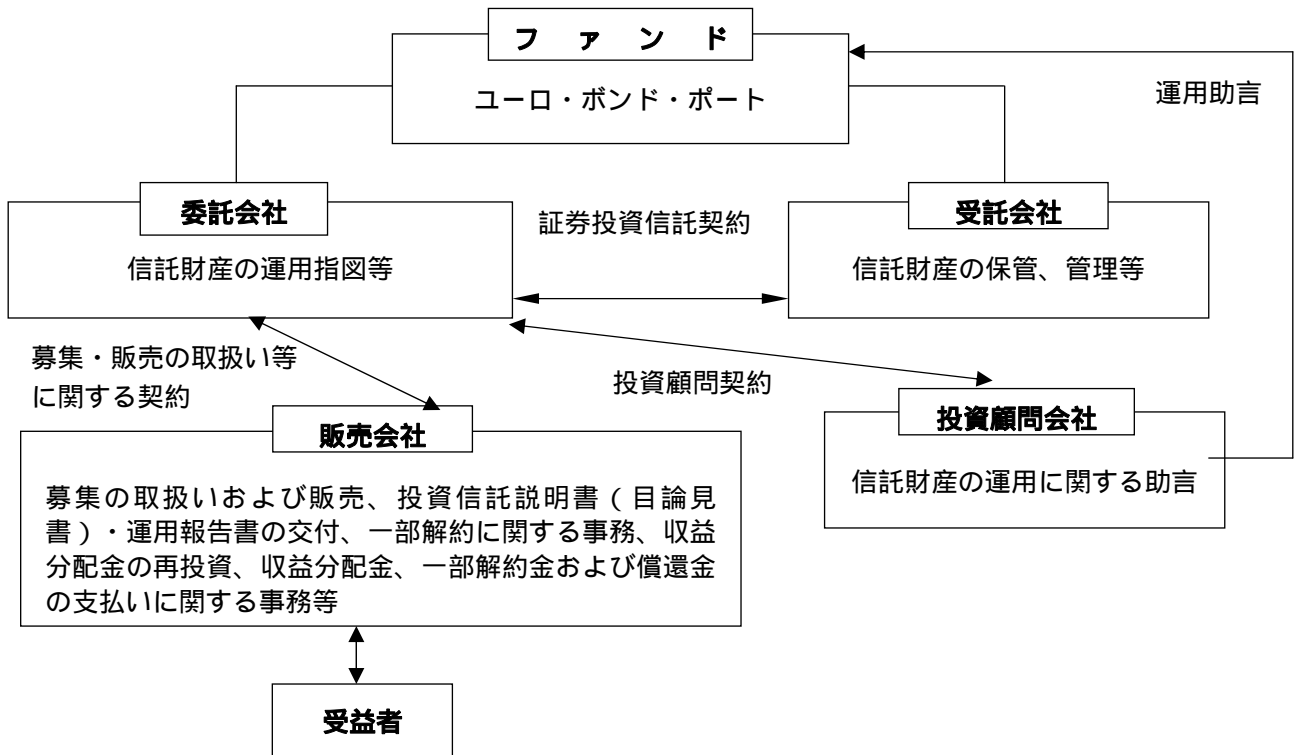 ファンド
ユーロ・ボンド・ポート
運用助言
委託会社
信託財産の運用指図等
証券投資信託契約
受託会社
信託財産の保管、管理等
募集・販売の取扱い等
に関する契約
投資顧問契約
投資顧問会社
信託財産の運用に関する助言
販売会社
募集の取扱いおよび販売、投資信託説明書(目論見
書)・運用報告書の交付、一部解約に関する事務、収益
分配金の再投資、収益分配金、一部解約金および償還金
の支払いに関する事務等
受益者